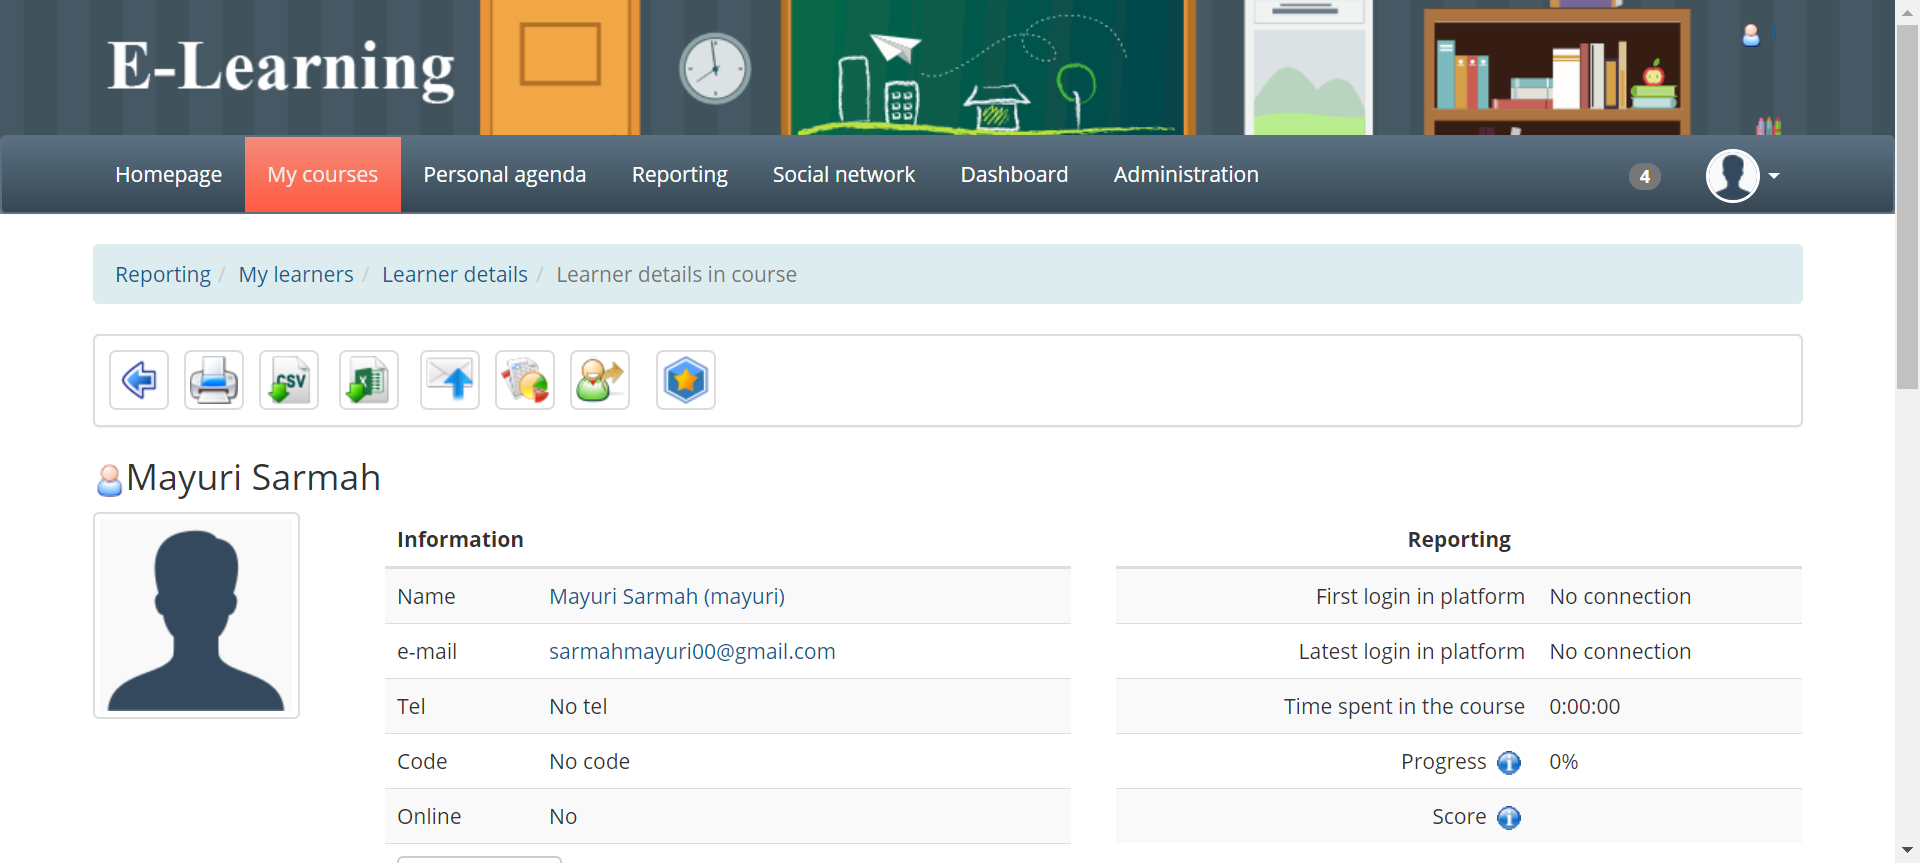 E-Learning
Homepage My courses Personal agenda Reporting Social network Dashboard Administration 4
Reporting / My learners / Learner details / Learner details in course
CSV
Mayuri Sarmah
Information
Name Mayuri Sarmah (mayuri)
e-mail sarmahmayuri00@gmail.com
Tel No tel
Code No code
Online No
Reporting
First login in platform No connection
Latest login in platform No connection
Time spent in the course 0:00:00
Progress 0%
Score